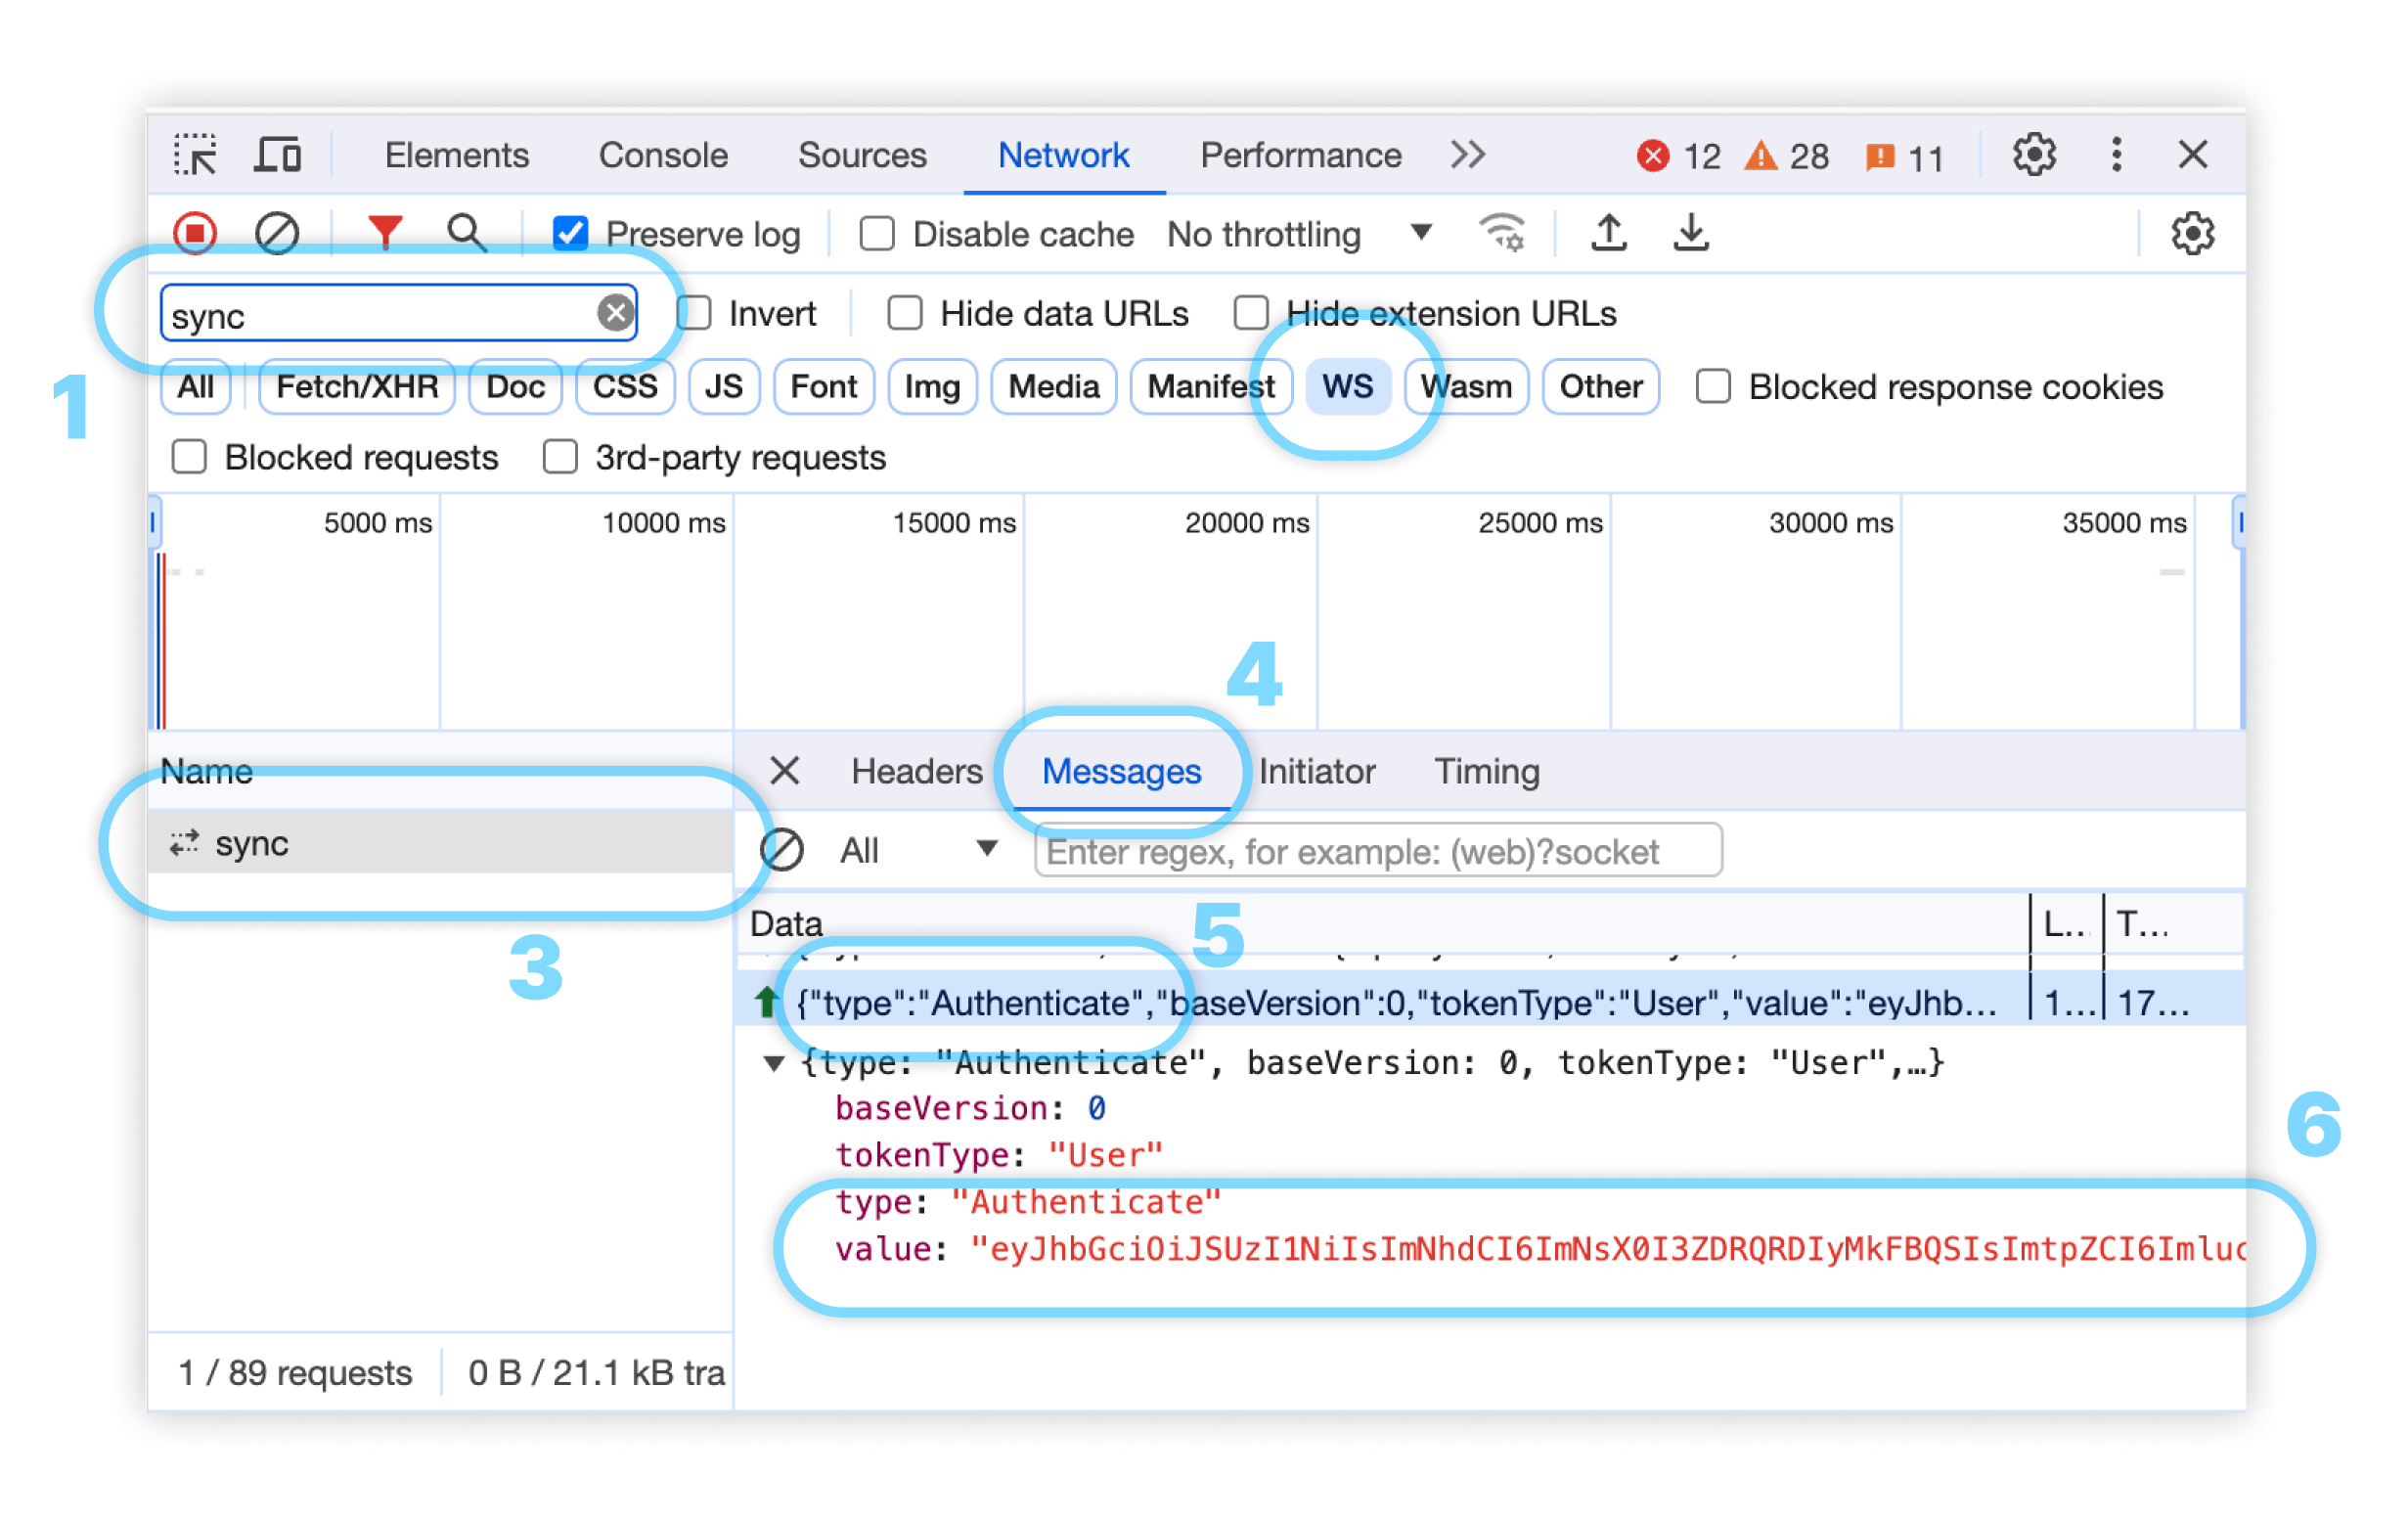 Elements Console Sources Network Performance 12 28 11
Preserve log Disable cache No throttling
sync Invert Hide data URLs Hide extension URLs
1
All Fetch/XHR Doc CSS JS Font Img Media Manifest WS Wasm Other Blocked response cookies
Blocked requests 3rd-party requests
5000 ms 10000 ms 15000 ms 20000 ms 25000 ms 30000 ms 35000 ms
4
Name
Headers Messages Initiator Timing
sync
All Enter regex, for example: (web)?socket
3
5
Data L... T...
{"type":"Authenticate","baseVersion":0,"tokenType":"User","value":"eyJhb... 1... 17...
{type: "Authenticate", baseVersion: 0, tokenType: "User",…}
baseVersion: 0
tokenType: "User"
6
type: "Authenticate"
value: "eyJhbGciOiJSUzI1NiIsImNhdCI6ImNsX0I3ZDRQRDIyMkFBQSIsImtpZCI6Imluc
1 / 89 requests 0 B / 21.1 kB tra